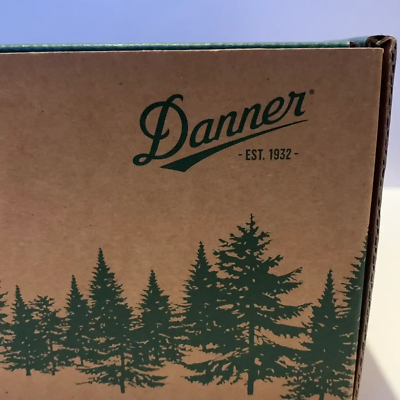 Danner®
- EST. 1932 -